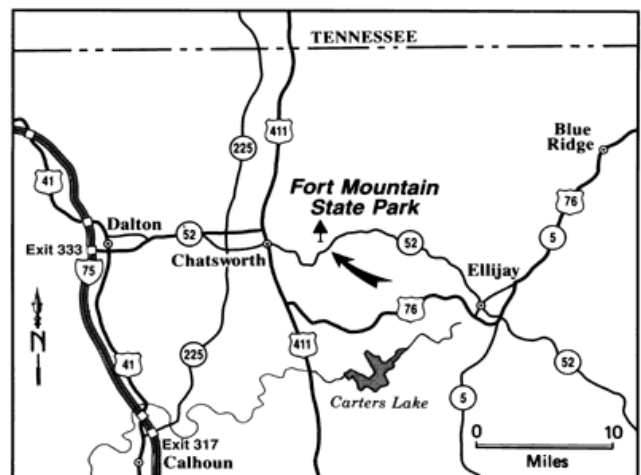 TENNESSEE
411
225
Blue
Ridge
41
Fort Mountain
State Park
76
Dalton
52
5
Exit 333
Chatsworth
52
Ellijay
75
76
N
41
225
411
52
Carters Lake
5
0 10
Miles
Exit 317
Calhoun